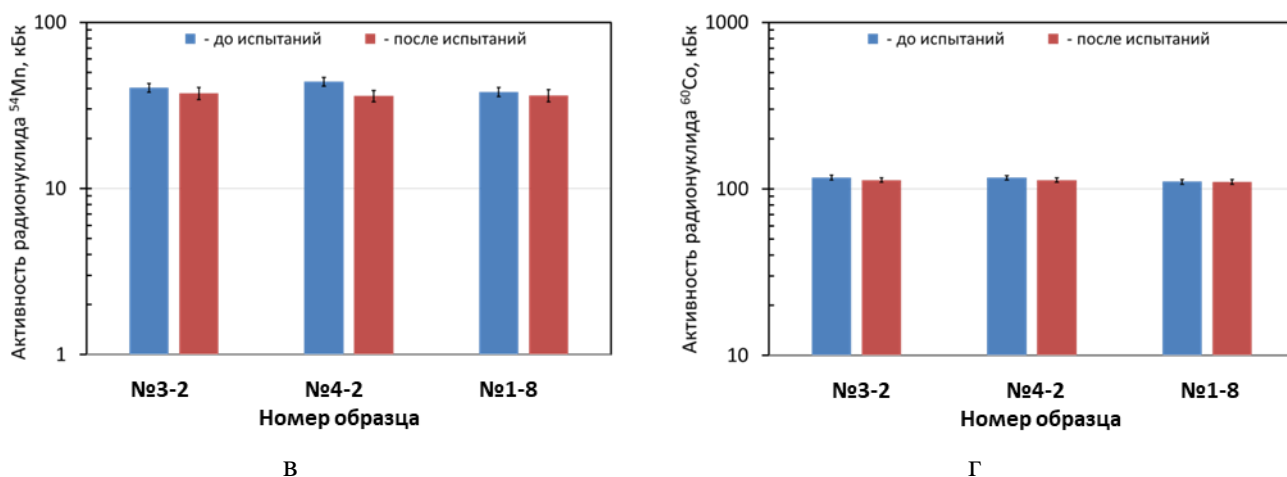 Активность радионуклида ⁵⁴Mn, кБк
100
10
1
- до испытаний - после испытаний
№3-2 №4-2 №1-8
Номер образца
в
Активность радионуклида ⁶⁰Co, кБк
1000
100
10
- до испытаний - после испытаний
№3-2 №4-2 №1-8
Номер образца
г